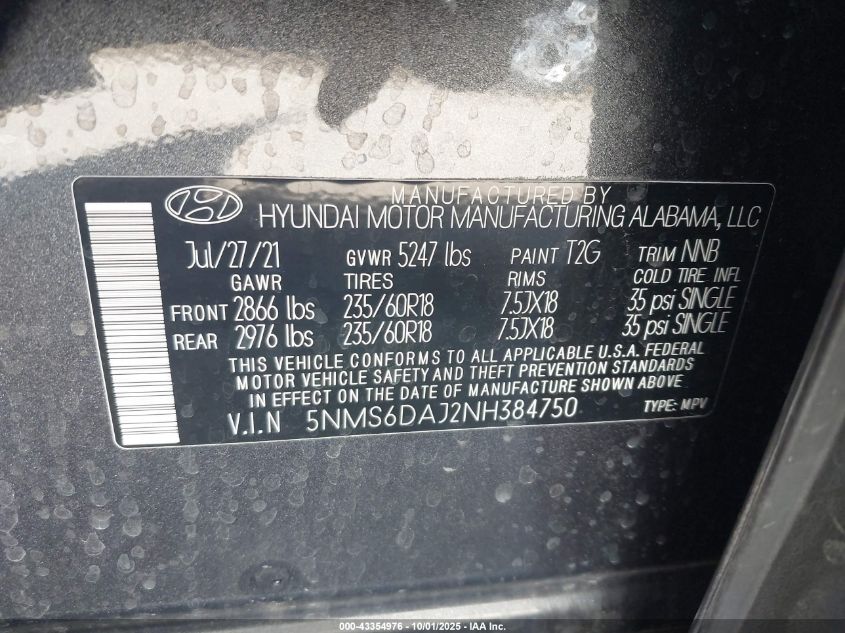 MANUFACTURED BY
HYUNDAI MOTOR MANUFACTURING ALABAMA, LLC
Jul/27/21 GVWR 5247 lbs PAINT T2G TRIM NNB
GAWR TIRES RIMS COLD TIRE INFL
FRONT 2866 lbs 235/60R18 7.5JX18 35 psi SINGLE
REAR 2976 lbs 235/60R18 7.5JX18 35 psi SINGLE
THIS VEHICLE CONFORMS TO ALL APPLICABLE U.S.A. FEDERAL
MOTOR VEHICLE SAFETY AND THEFT PREVENTION STANDARDS
IN EFFECT ON THE DATE OF MANUFACTURE SHOWN ABOVE
V.I.N 5NMS6DAJ2NH384750 TYPE: MPV
000-43354976 - 10/01/2025 - IAA Inc.